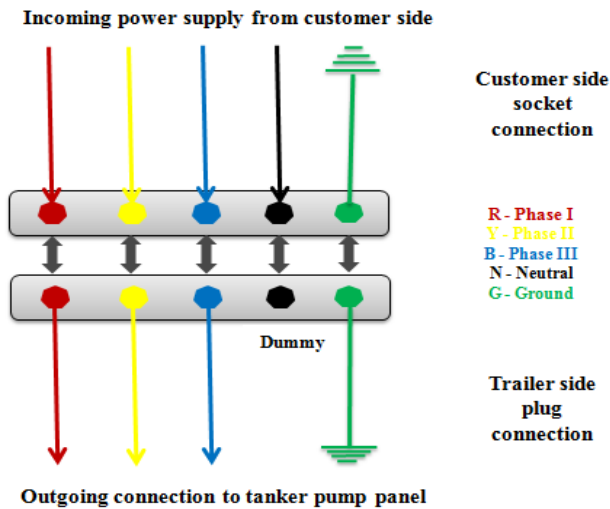 Incoming power supply from customer side
Customer side
socket
connection
R - Phase I
Y - Phase II
B - Phase III
N - Neutral
G - Ground
Dummy
Trailer side
plug
connection
Outgoing connection to tanker pump panel